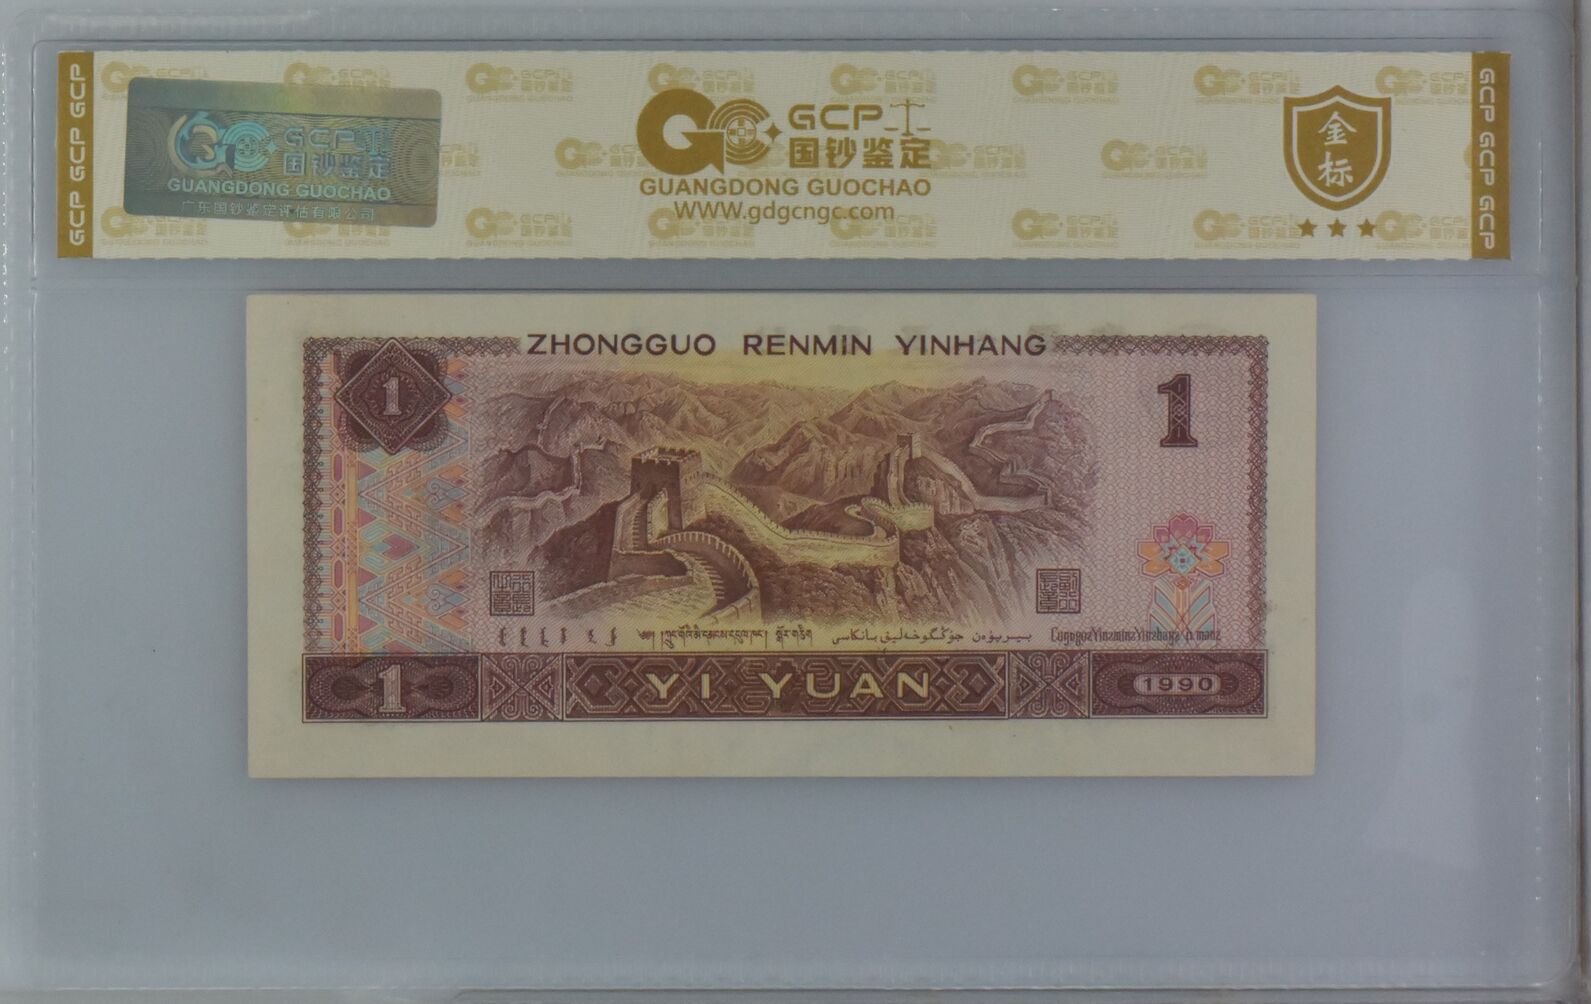 GCP GCP GCP
GCP
国钞鉴定
GUANGDONG GUOCHAO
广东国钞鉴定评估有限公司
GCP
国钞鉴定
GUANGDONG GUOCHAO
WWW.gdgcngc.com
金
标
GCP GCP GCP
ZHONGGUO RENMIN YINHANG
1
1
1
YI YUAN
1990